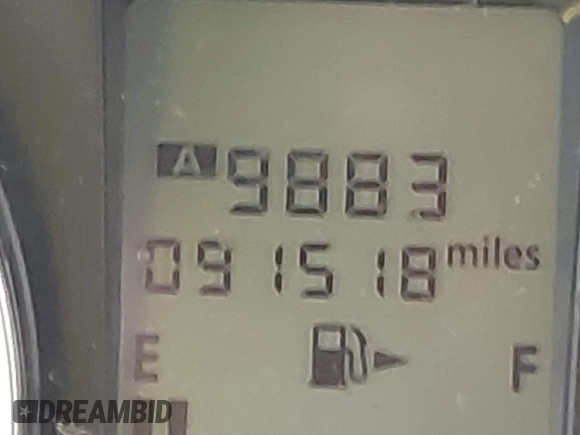 A 9883
091518 miles
E F
DREAMBID